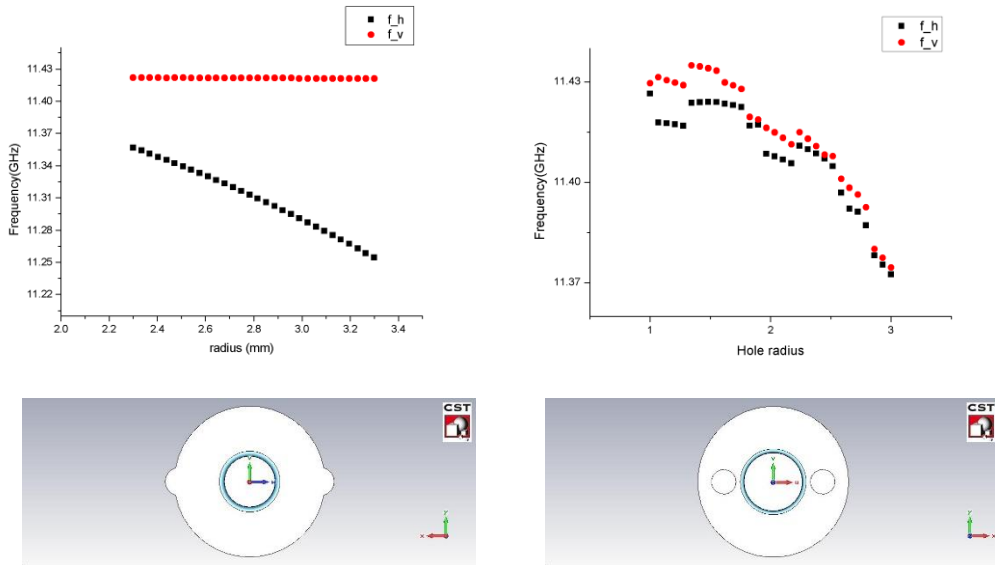 f_h
f_v
11.43
11.40
11.37
11.34
11.31
11.28
11.25
11.22
Frequency(GHz)
2.0 2.2 2.4 2.6 2.8 3.0 3.2 3.4
radius (mm)
f_h
f_v
11.43
11.40
11.37
Frequency(GHz)
1 2 3
Hole radius
CST
y
x
y
CST
y
y
x